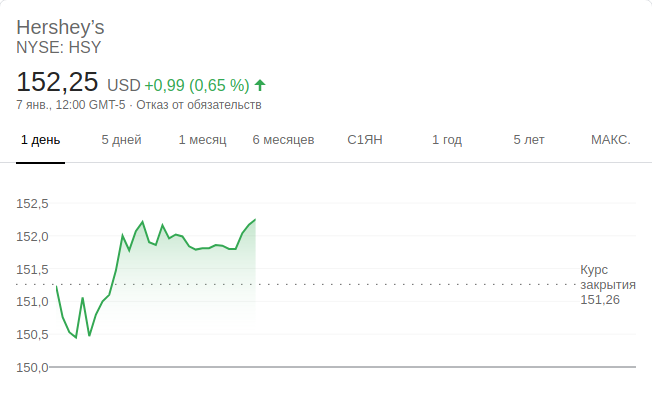 Hershey’s
NYSE: HSY
152,25 USD +0,99 (0,65 %)
7 янв., 12:00 GMT-5 · Отказ от обязательств
1 день 5 дней 1 месяц 6 месяцев С1ЯН 1 год 5 лет МАКС.
152,5
152,0
151,5
151,0
150,5
150,0
Курс
закрытия
151,26